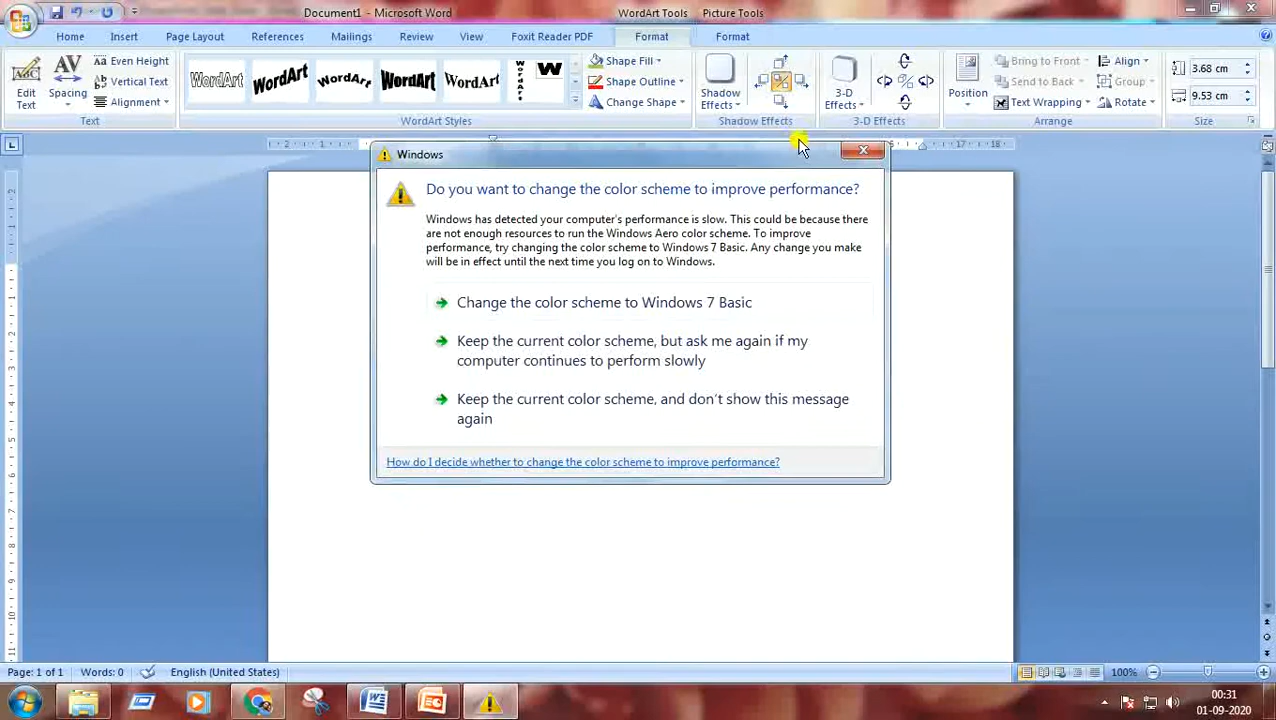 Document1 - Microsoft Word
WordArt Tools
Picture Tools
Home
Insert
Page Layout
References
Mailings
Review
View
Foxit Reader PDF
Format
Format
Edit
Text
AV
Spacing
Even Height
Vertical Text
Alignment
Text
WordArt
WordArt
WordArt
WordArt
WordArt
WordArt
W
Shape Fill
Shape Outline
Change Shape
WordArt Styles
Shadow
Effects
Shadow Effects
3-D
Effects
3-D Effects
Position
Bring to Front
Send to Back
Text Wrapping
Align
Group
Rotate
Arrange
3.68 cm
9.53 cm
Size
Windows
Do you want to change the color scheme to improve performance?
Windows has detected your computer's performance is slow. This could be because there
are not enough resources to run the Windows Aero color scheme. To improve
performance, try changing the color scheme to Windows 7 Basic. Any change you make
will be in effect until the next time you log on to Windows.
Change the color scheme to Windows 7 Basic
Keep the current color scheme, but ask me again if my
computer continues to perform slowly
Keep the current color scheme, and don't show this message
again
How do I decide whether to change the color scheme to improve performance?
Page: 1 of 1
Words: 0
English (United States)
100%
00:31
01-09-2020